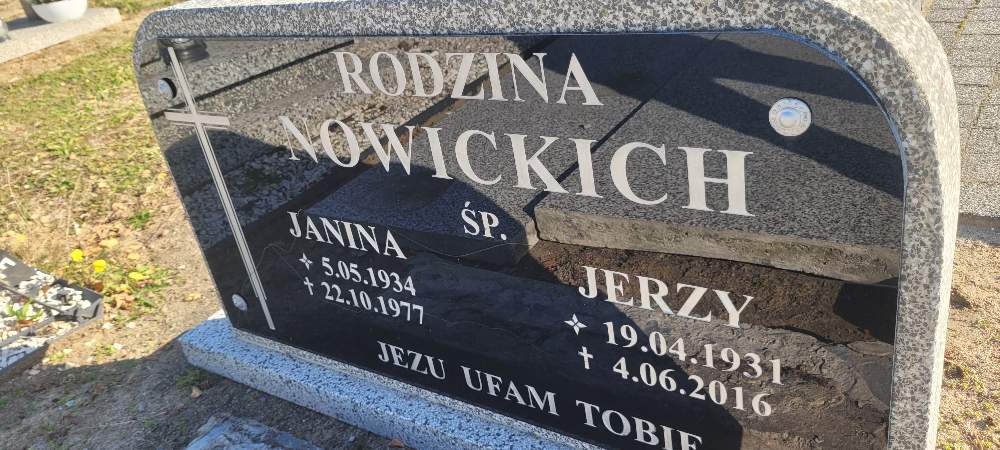 RODZINA
NOWICKICH
ŚP.
JANINA
✧ 5.05.1934
✝ 22.10.1977
JERZY
✧ 19.04.1931
✝ 4.06.2016
JEZU UFAM TOBIE